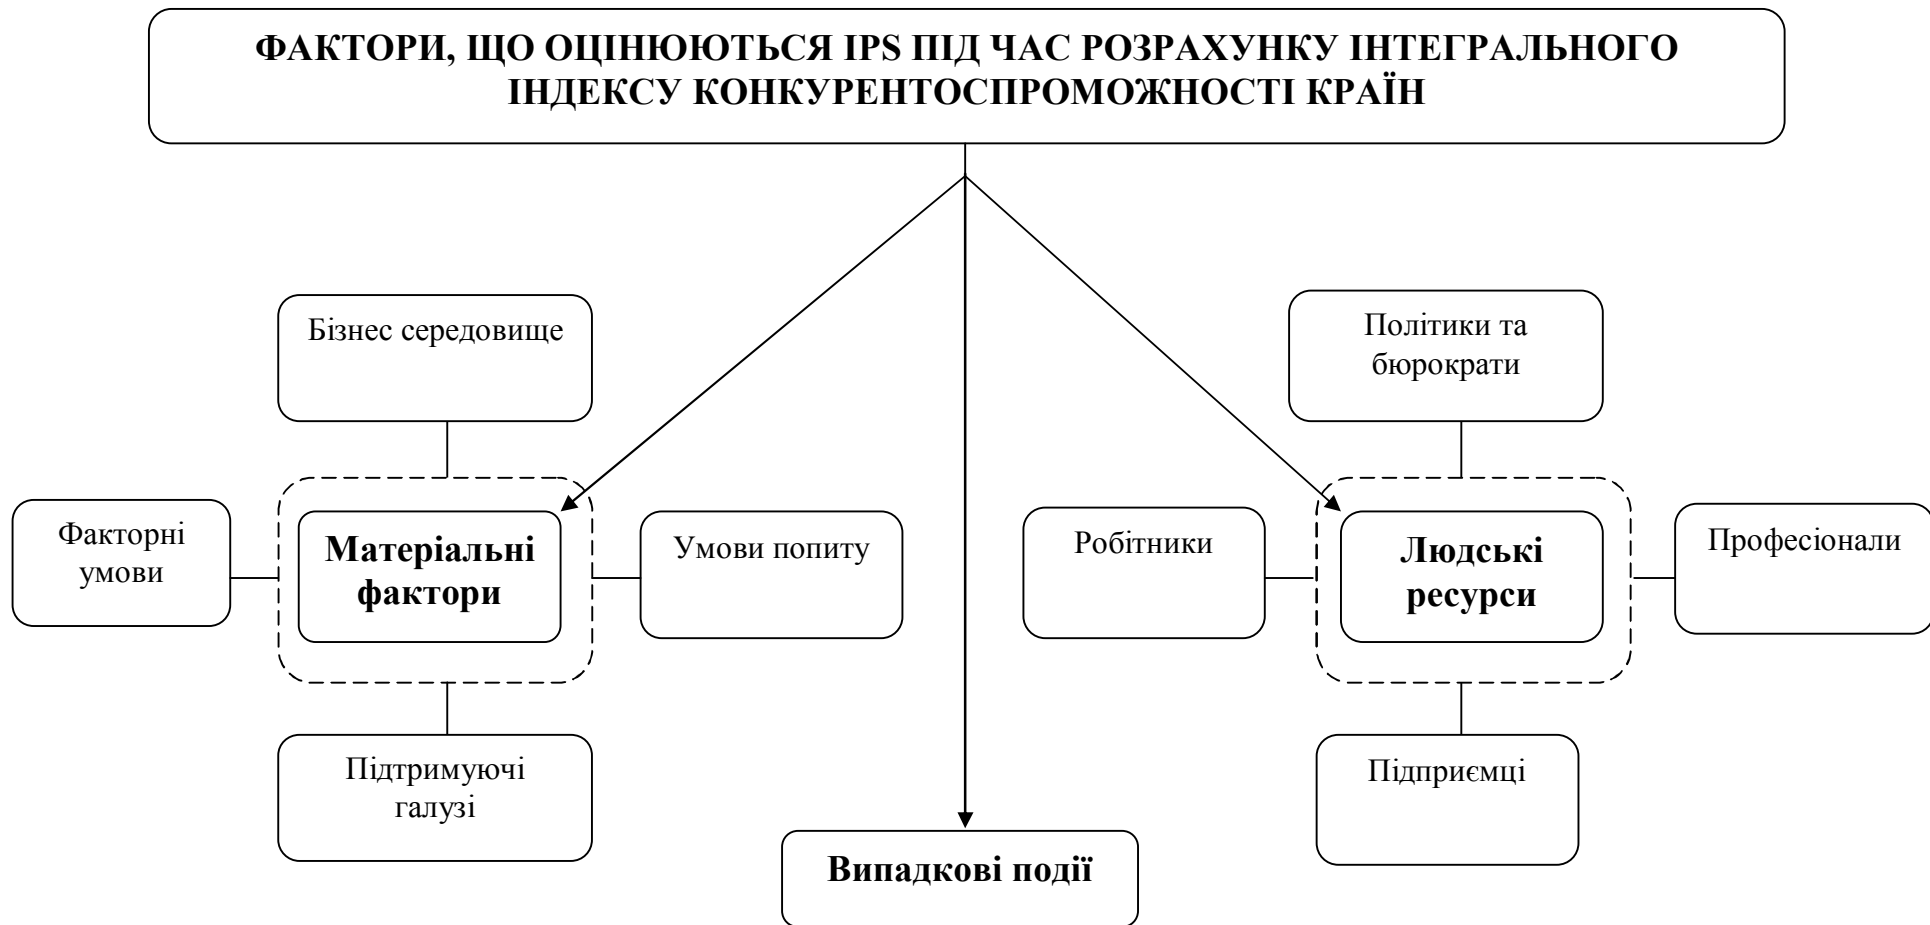 ФАКТОРИ, ЩО ОЦІНЮЮТЬСЯ IPS ПІД ЧАС РОЗРАХУНКУ ІНТЕГРАЛЬНОГО
ІНДЕКСУ КОНКУРЕНТОСПРОМОЖНОСТІ КРАЇН
Бізнес середовище
Політики та
бюрократи
Факторні
умови
Матеріальні
фактори
Умови попиту
Робітники
Людські
ресурси
Професіонали
Підтримуючі
галузі
Підприємці
Випадкові події